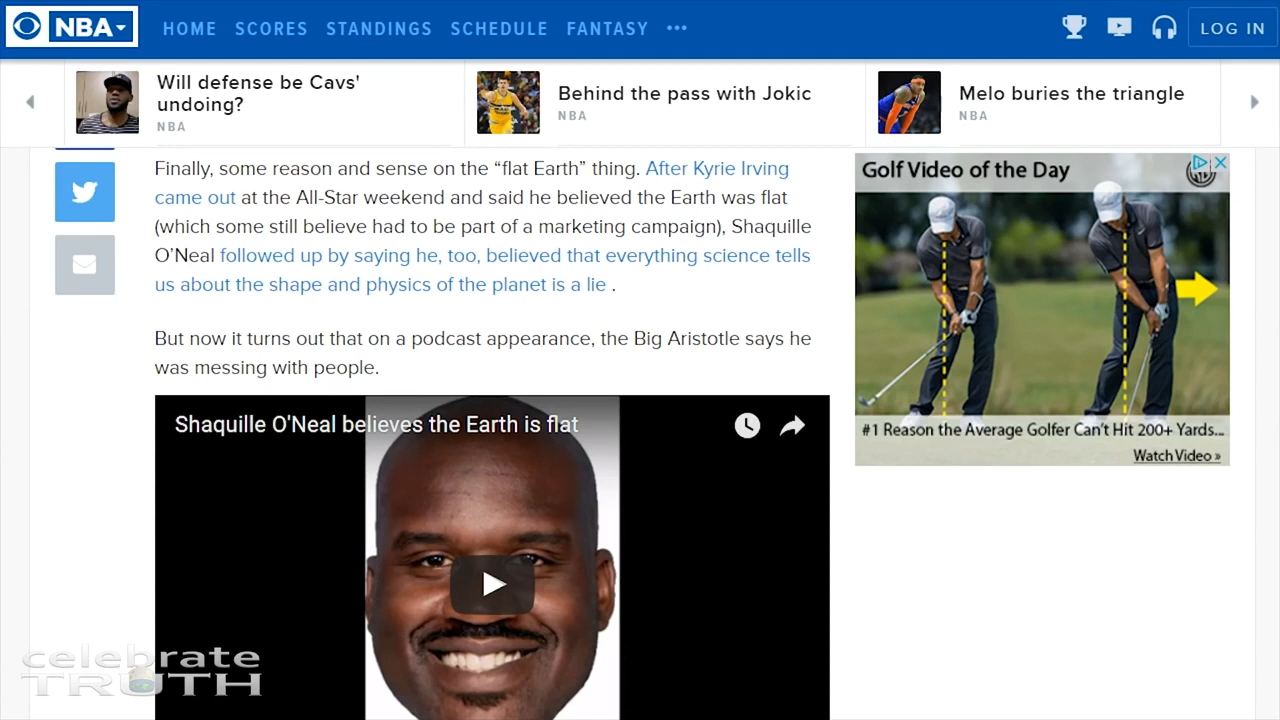 NBA
HOME SCORES STANDINGS SCHEDULE FANTASY ••• LOG IN
Will defense be Cavs'
undoing?
NBA
Behind the pass with Jokic
NBA
Melo buries the triangle
NBA
Finally, some reason and sense on the “flat Earth” thing. After Kyrie Irving
came out at the All-Star weekend and said he believed the Earth was flat
(which some still believe had to be part of a marketing campaign), Shaquille
O’Neal followed up by saying he, too, believed that everything science tells
us about the shape and physics of the planet is a lie .
But now it turns out that on a podcast appearance, the Big Aristotle says he
was messing with people.
Shaquille O'Neal believes the Earth is flat
Golf Video of the Day
#1 Reason the Average Golfer Can't Hit 200+ Yards...
Watch Video »
celebrate
TRUTH